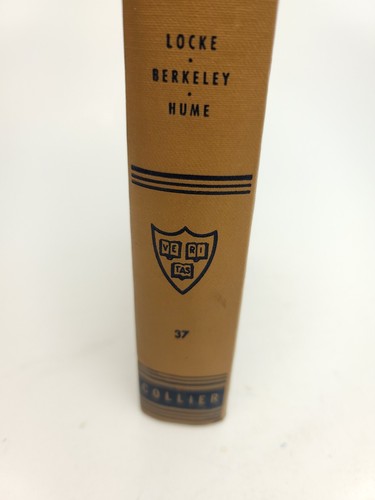 LOCKE
•
BERKELEY
•
HUME
VE RI
TAS
37
COLLIER